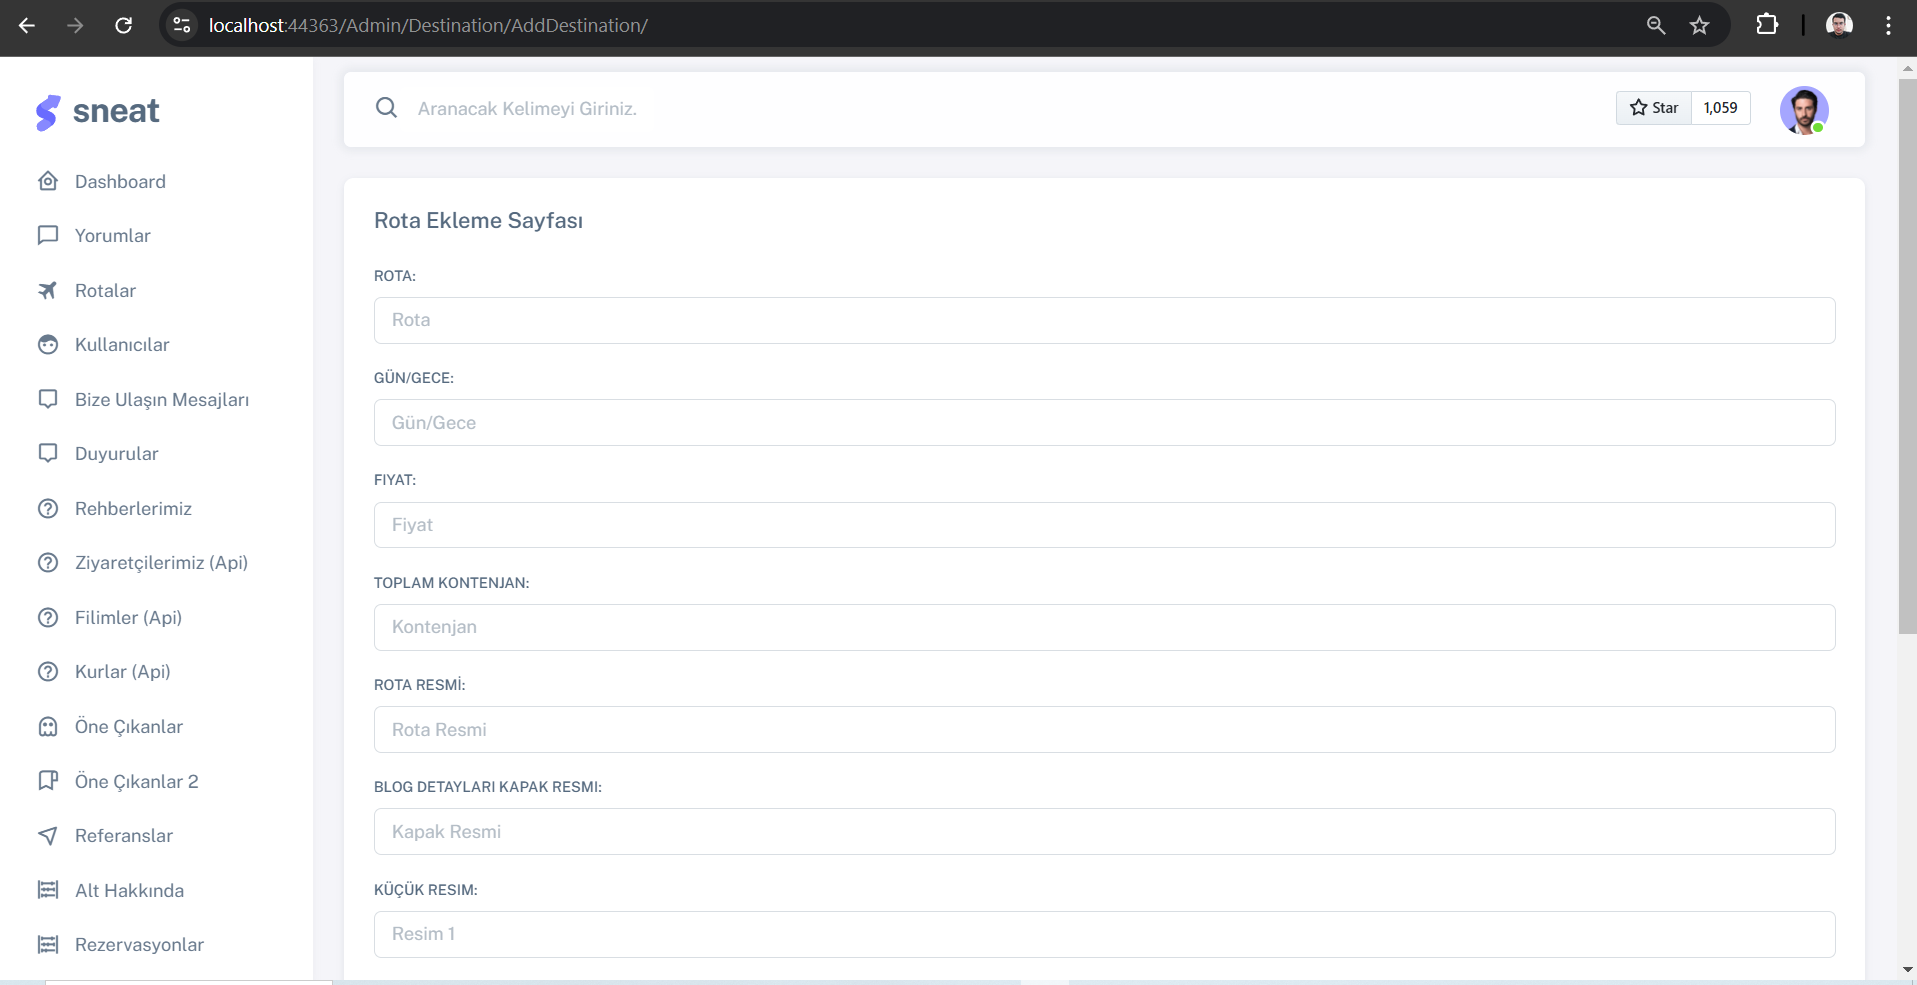 localhost:44363/Admin/Destination/AddDestination/
sneat
Aranacak Kelimeyi Giriniz.
Star 1,059
Dashboard
Yorumlar
Rotalar
Kullanıcılar
Bize Ulaşın Mesajları
Duyurular
Rehberlerimiz
Ziyaretçilerimiz (Api)
Filimler (Api)
Kurlar (Api)
Öne Çıkanlar
Öne Çıkanlar 2
Referanslar
Alt Hakkında
Rezervasyonlar
Rota Ekleme Sayfası
ROTA:
Rota
GÜN/GECE:
Gün/Gece
FIYAT:
Fiyat
TOPLAM KONTENJAN:
Kontenjan
ROTA RESMİ:
Rota Resmi
BLOG DETAYLARI KAPAK RESMI:
Kapak Resmi
KÜÇÜK RESIM:
Resim 1